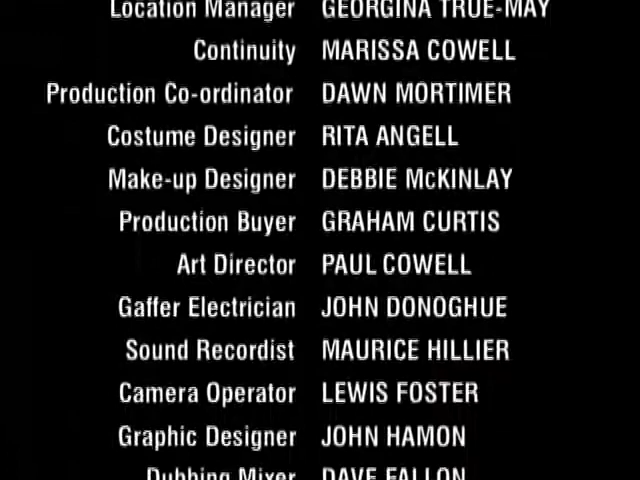 Location Manager GEORGINA TRUE-MAY
Continuity MARISSA COWELL
Production Co-ordinator DAWN MORTIMER
Costume Designer RITA ANGELL
Make-up Designer DEBBIE McKINLAY
Production Buyer GRAHAM CURTIS
Art Director PAUL COWELL
Gaffer Electrician JOHN DONOGHUE
Sound Recordist MAURICE HILLIER
Camera Operator LEWIS FOSTER
Graphic Designer JOHN HAMON
Dubbing Mixer DAVE FALLON